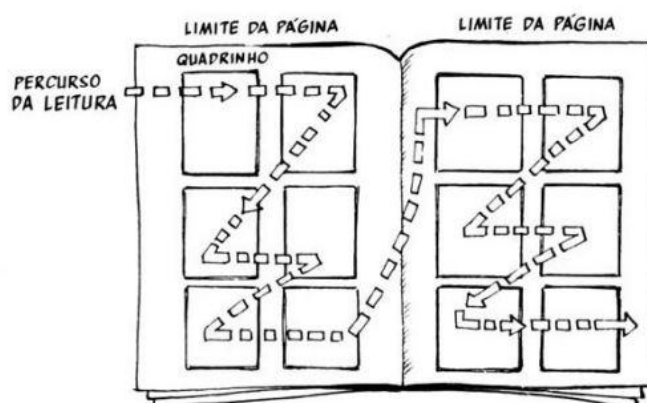 LIMITE DA PÁGINA
LIMITE DA PÁGINA
QUADRINHO
PERCURSO
DA LEITURA